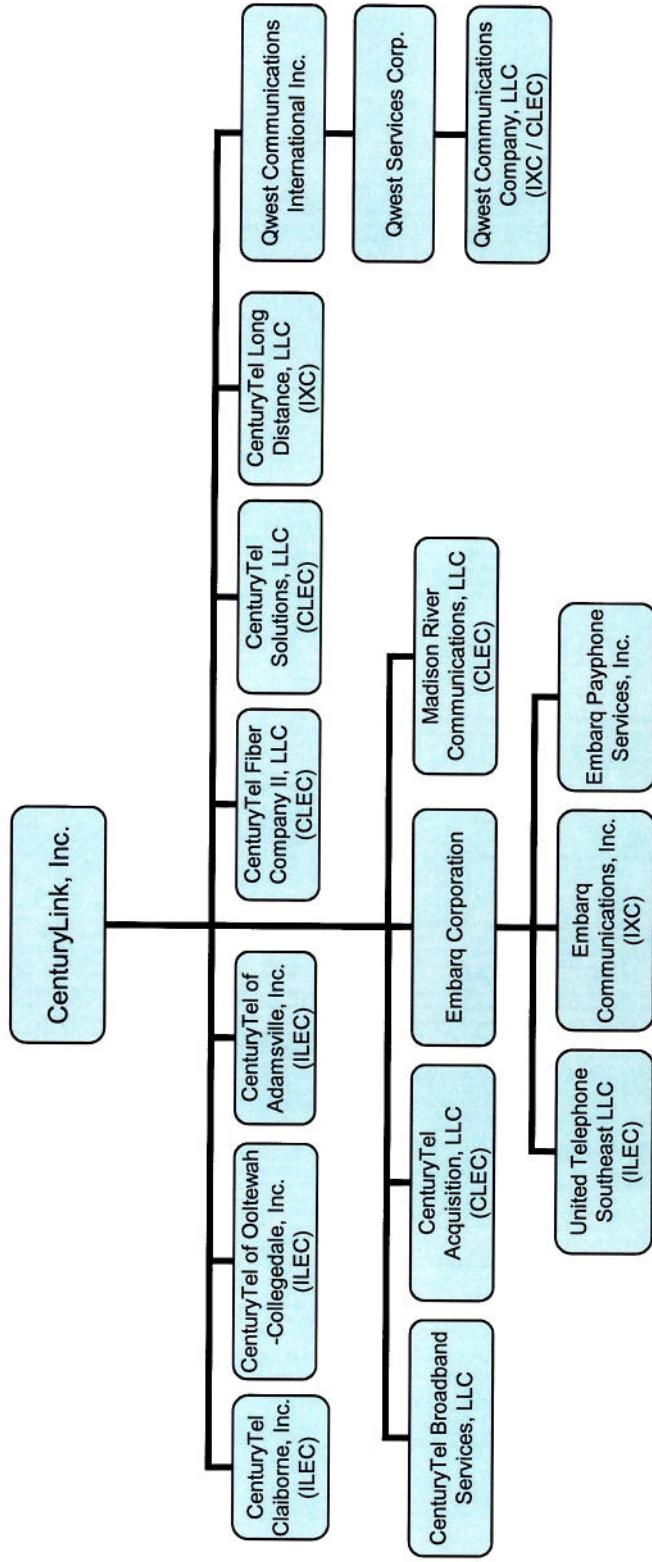 CenturyLink, Inc.
CenturyTel
Claiborne, Inc.
(ILEC)
CenturyTel of Ooltewah
-Collegedale, Inc.
(ILEC)
CenturyTel of
Adamsville, Inc.
(ILEC)
CenturyTel Fiber
Company II, LLC
(CLEC)
CenturyTel
Solutions, LLC
(CLEC)
CenturyTel Long
Distance, LLC
(IXC)
Qwest Communications
International Inc.
Qwest Services Corp.
Qwest Communications
Company, LLC
(IXC / CLEC)
CenturyTel Broadband
Services, LLC
CenturyTel
Acquisition, LLC
(CLEC)
Embarq Corporation
Madison River
Communications, LLC
(CLEC)
United Telephone
Southeast LLC
(ILEC)
Embarq
Communications, Inc.
(IXC)
Embarq Payphone
Services, Inc.